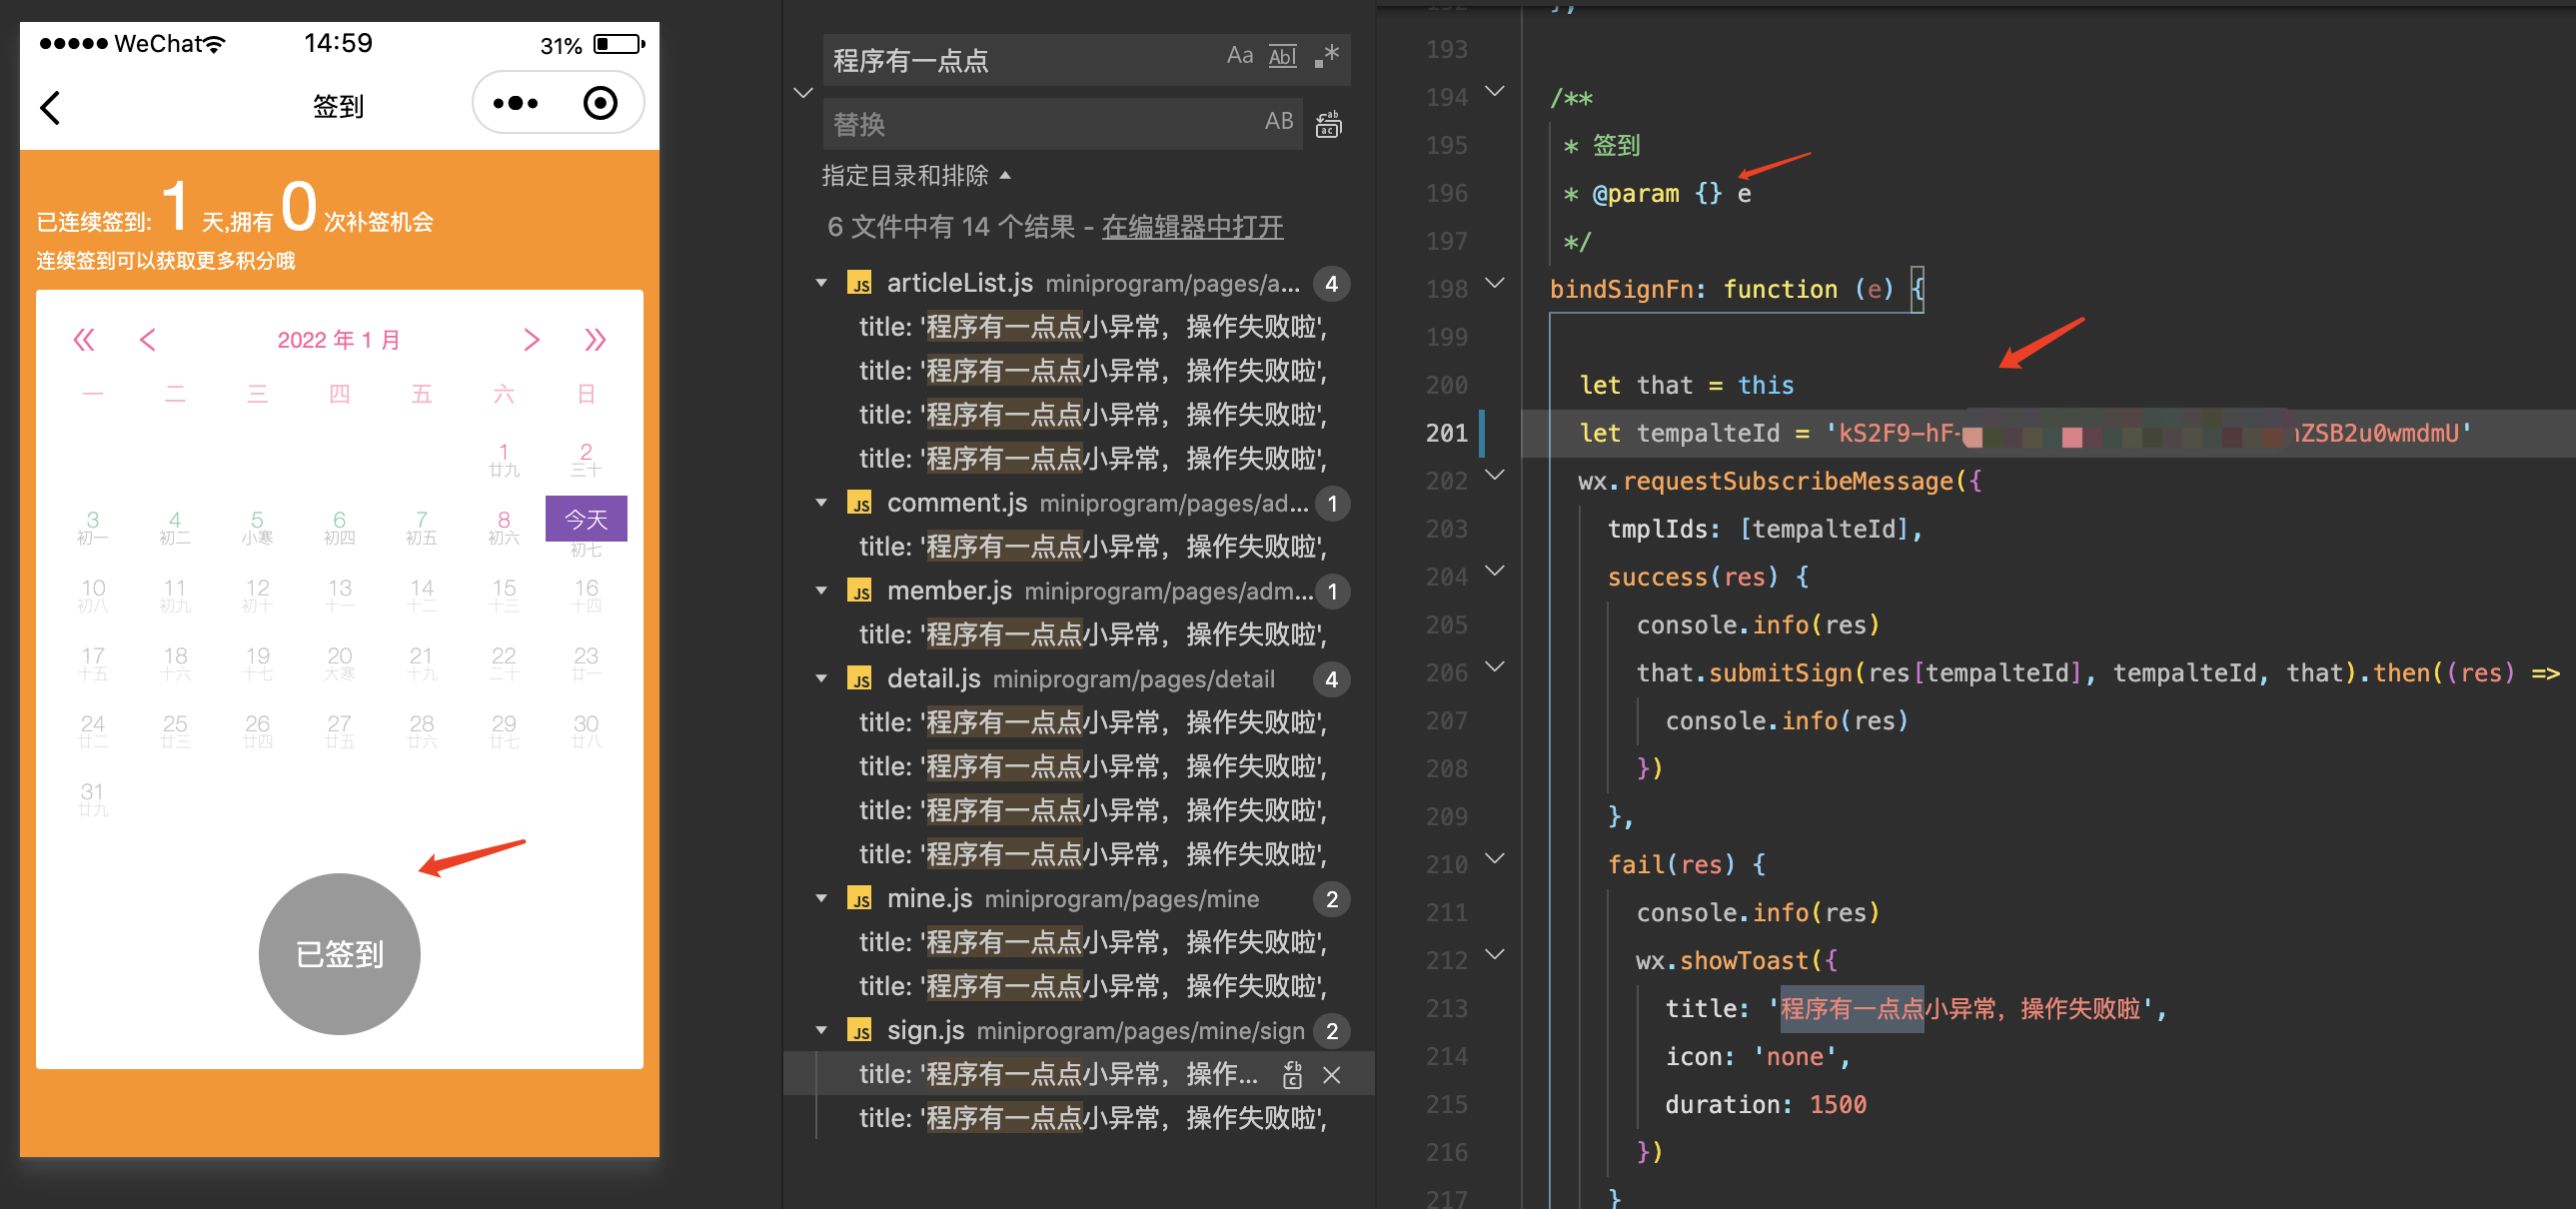 WeChat 14:59 31%
签到
已连续签到: 1 天,拥有 0 次补签机会
连续签到可以获取更多积分哦
2022 年 1 月
一 二 三 四 五 六 日
1 2
廿九 三十
3 4 5 6 7 8 今天
初一 初二 小寒 初四 初五 初六 初七
10 11 12 13 14 15 16
初八 初九 初十 十一 十二 十三 十四
17 18 19 20 21 22 23
十五 十六 十七 大寒 十九 二十 廿一
24 25 26 27 28 29 30
廿二 廿三 廿四 廿五 廿六 廿七 廿八
31
廿九
已签到
程序有一点点 Aa Abl .*
替换 AB
指定目录和排除
6 文件中有 14 个结果 - 在编辑器中打开
JS articleList.js miniprogram/pages/a... 4
title: '程序有一点点小异常，操作失败啦',
title: '程序有一点点小异常，操作失败啦',
title: '程序有一点点小异常，操作失败啦',
title: '程序有一点点小异常，操作失败啦',
JS comment.js miniprogram/pages/ad... 1
title: '程序有一点点小异常，操作失败啦',
JS member.js miniprogram/pages/adm... 1
title: '程序有一点点小异常，操作失败啦',
JS detail.js miniprogram/pages/detail 4
title: '程序有一点点小异常，操作失败啦',
title: '程序有一点点小异常，操作失败啦',
title: '程序有一点点小异常，操作失败啦',
title: '程序有一点点小异常，操作失败啦',
JS mine.js miniprogram/pages/mine 2
title: '程序有一点点小异常，操作失败啦',
title: '程序有一点点小异常，操作失败啦',
JS sign.js miniprogram/pages/mine/sign 2
title: '程序有一点点小异常，操作...
title: '程序有一点点小异常，操作失败啦',
192 },
193
194 /**
195 * 签到
196 * @param {} e
197 */
198 bindSignFn: function (e) {
199
200 let that = this
201 let tempalteId = 'kS2F9-hF- ZSB2u0wmdmU'
202 wx.requestSubscribeMessage({
203 tmplIds: [tempalteId],
204 success(res) {
205 console.info(res)
206 that.submitSign(res[tempalteId], tempalteId, that).then((res) =>
207 console.info(res)
208 })
209 },
210 fail(res) {
211 console.info(res)
212 wx.showToast({
213 title: '程序有一点点小异常，操作失败啦',
214 icon: 'none',
215 duration: 1500
216 })
217 }